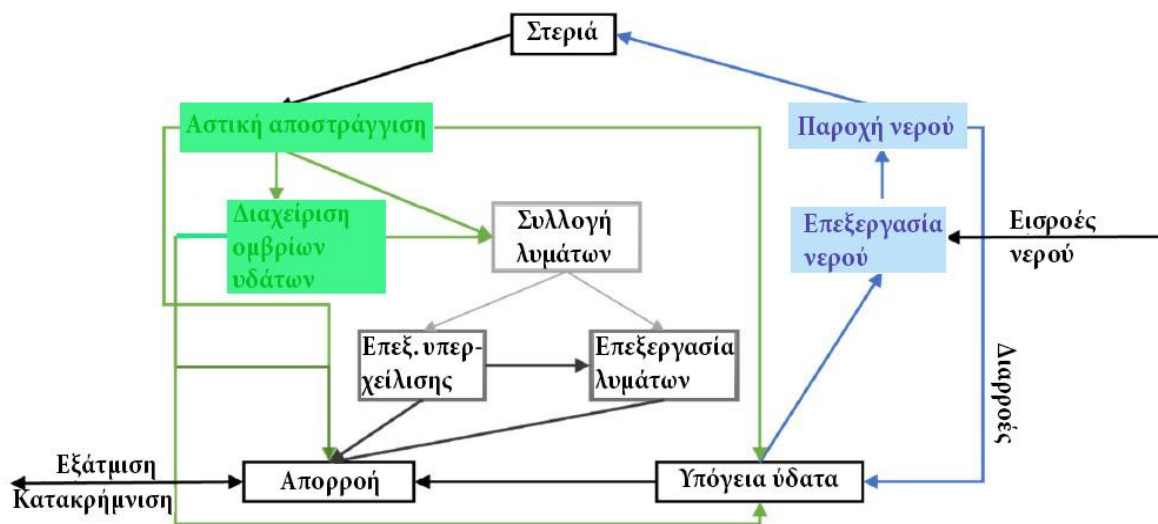 Στεριά
Αστική αποστράγγιση
Παροχή νερού
Διαχείριση
ομβρίων
υδάτων
Συλλογή
λυμάτων
Επεξεργασία
νερού
Εισροές
νερού
Επεξ. υπερ-
χείλισης
Επεξεργασία
λυμάτων
Διαρροές
Εξάτμιση
Κατακρήμνιση
Απορροή
Υπόγεια ύδατα